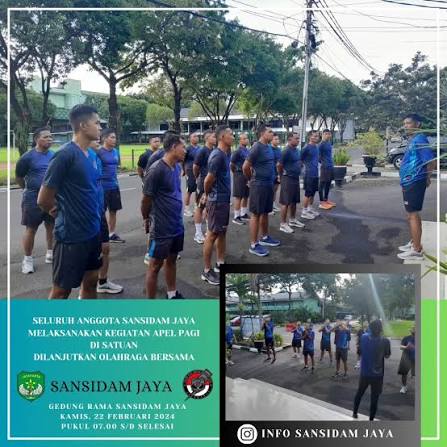 SELURUH ANGGOTA SANSIDAM JAYA
MELAKSANAKAN KEGIATAN APEL PAGI
DI SATUAN
DILANJUTKAN OLAHRAGA BERSAMA
SANSIDAM JAYA
GEDUNG RAMA SANSIDAM JAYA
KAMIS, 22 FEBRUARI 2024
PUKUL 07.00 S/D SELESAI
INFO SANSIDAM JAYA